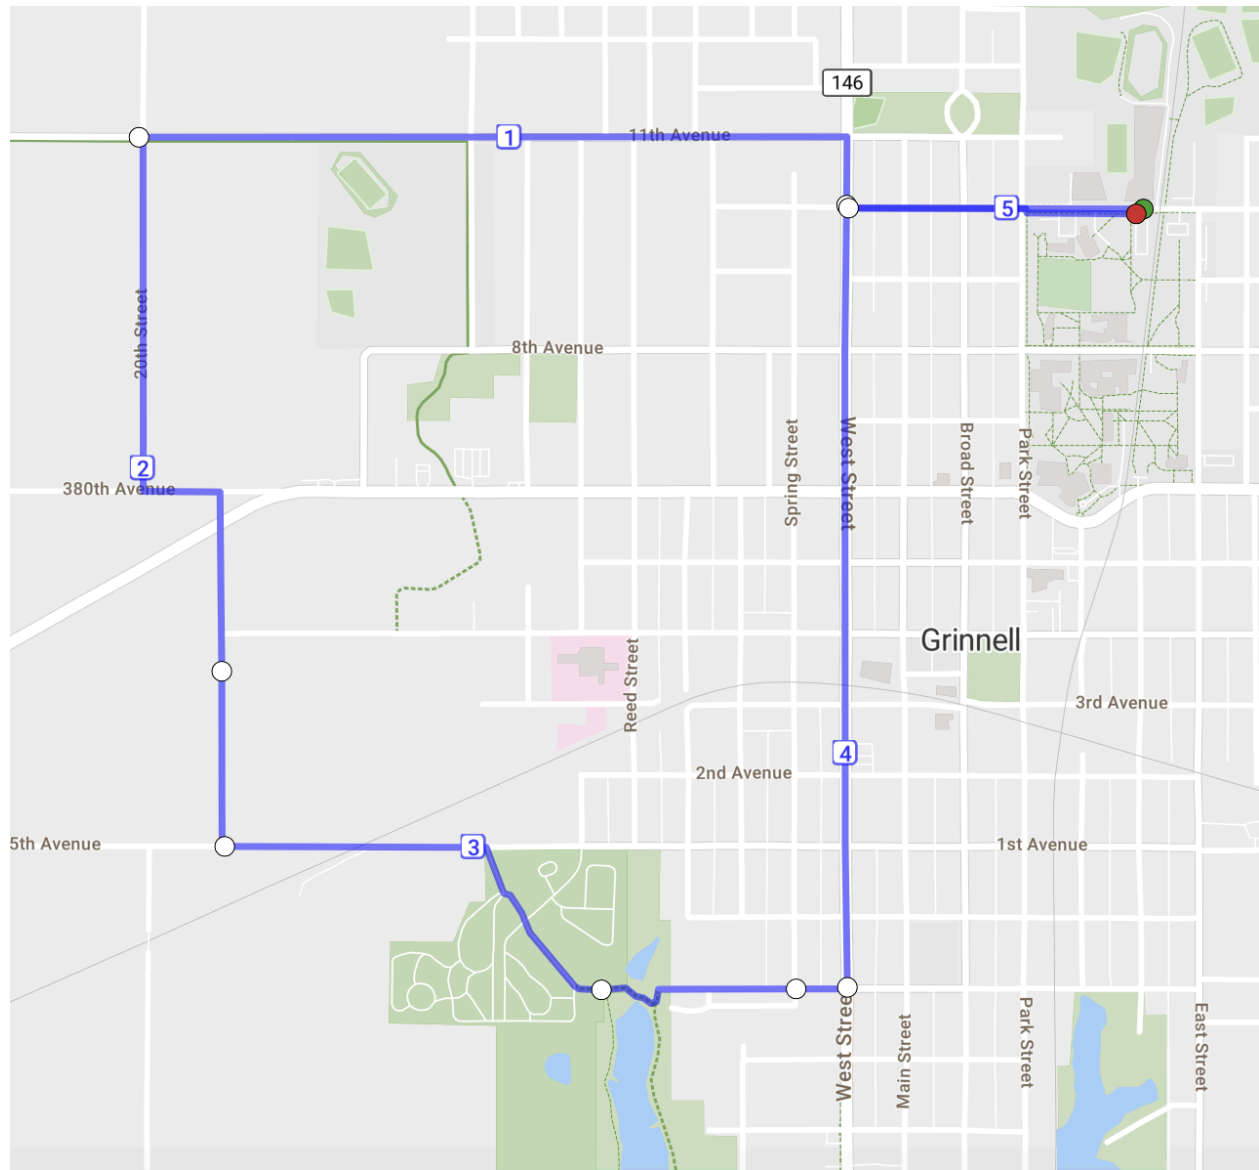 146
1
11th Avenue
5
20th Street
8th Avenue
Spring Street
West Street
Broad Street
Park Street
2
380th Avenue
Grinnell
Reed Street
3rd Avenue
4
2nd Avenue
5th Avenue
3
1st Avenue
West Stree
Main Street
Park Street
East Street